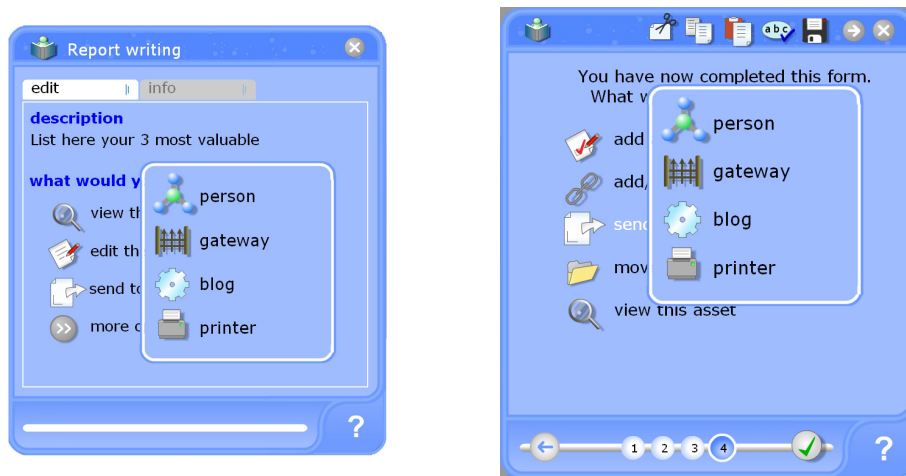 Report writing
edit
info
description
List here your 3 most valuable
what would y
view th
edit th
send to
more o
person
gateway
blog
printer
?
abc
You have now completed this form.
What w
add
add,
send
mov
view this asset
person
gateway
blog
printer
1 2 3 4
?